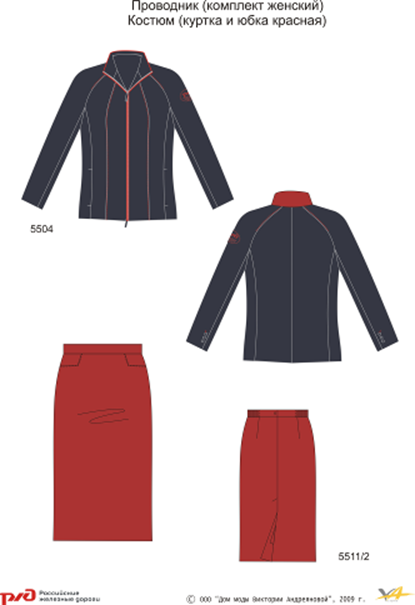 Проводник (комплект женский)
Костюм (куртка и юбка красная)
5504
5511/2
РЖД Российские
железные дороги
© ООО "Дом моды Виктории Андреяновой", 2009 г.